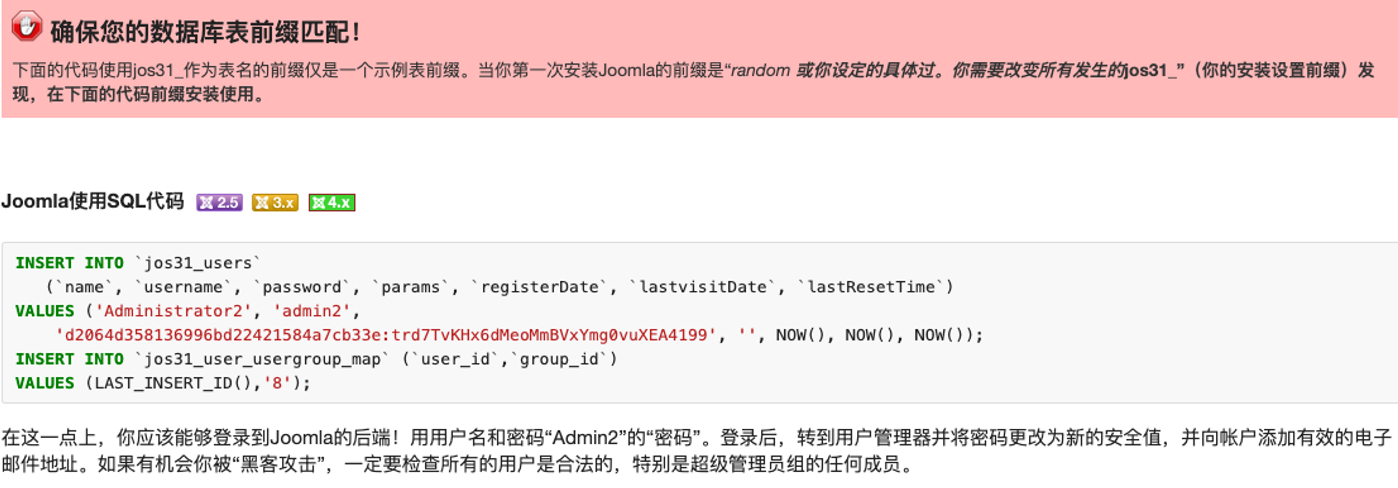 确保您的数据库表前缀匹配！
下面的代码使用jos31_作为表名的前缀仅是一个示例表前缀。当你第一次安装Joomla的前缀是“random 或你设定的具体过。你需要改变所有发生的jos31_”（你的安装设置前缀）发
现，在下面的代码前缀安装使用。
Joomla使用SQL代码 2.5 3.x 4.x
INSERT INTO `jos31_users`
(`name`, `username`, `password`, `params`, `registerDate`, `lastvisitDate`, `lastResetTime`)
VALUES ('Administrator2', 'admin2',
'd2064d358136996bd22421584a7cb33e:trd7TvKHx6dMeoMmBVxYmg0vuXEA4199', '', NOW(), NOW(), NOW());
INSERT INTO `jos31_user_usergroup_map` (`user_id`,`group_id`)
VALUES (LAST_INSERT_ID(),'8');
在这一点上，你应该能够登录到Joomla的后端！用用户名和密码“Admin2”的“密码”。登录后，转到用户管理器并将密码更改为新的安全值，并向帐户添加有效的电子
邮件地址。如果有机会你被“黑客攻击”，一定要检查所有的用户是合法的，特别是超级管理员组的任何成员。